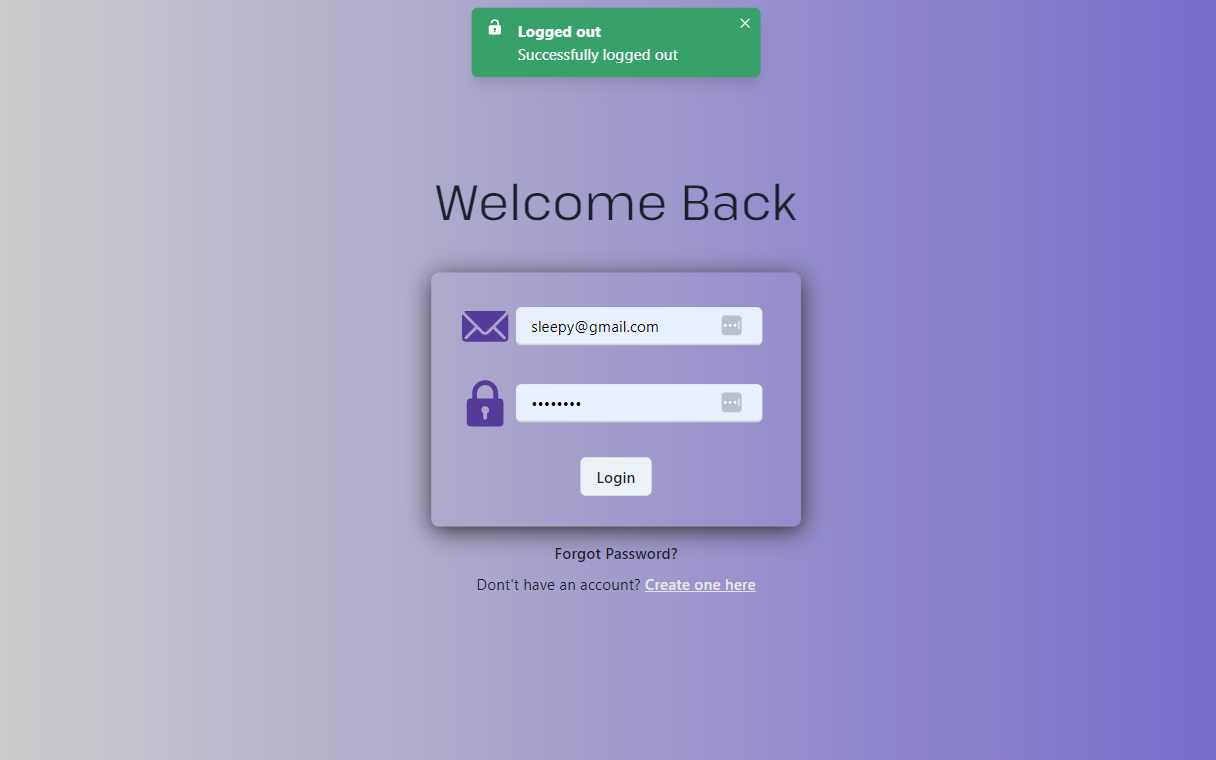 Logged out
Successfully logged out
Welcome Back
sleepy@gmail.com
••••••••
Login
Forgot Password?
Dont't have an account? Create one here